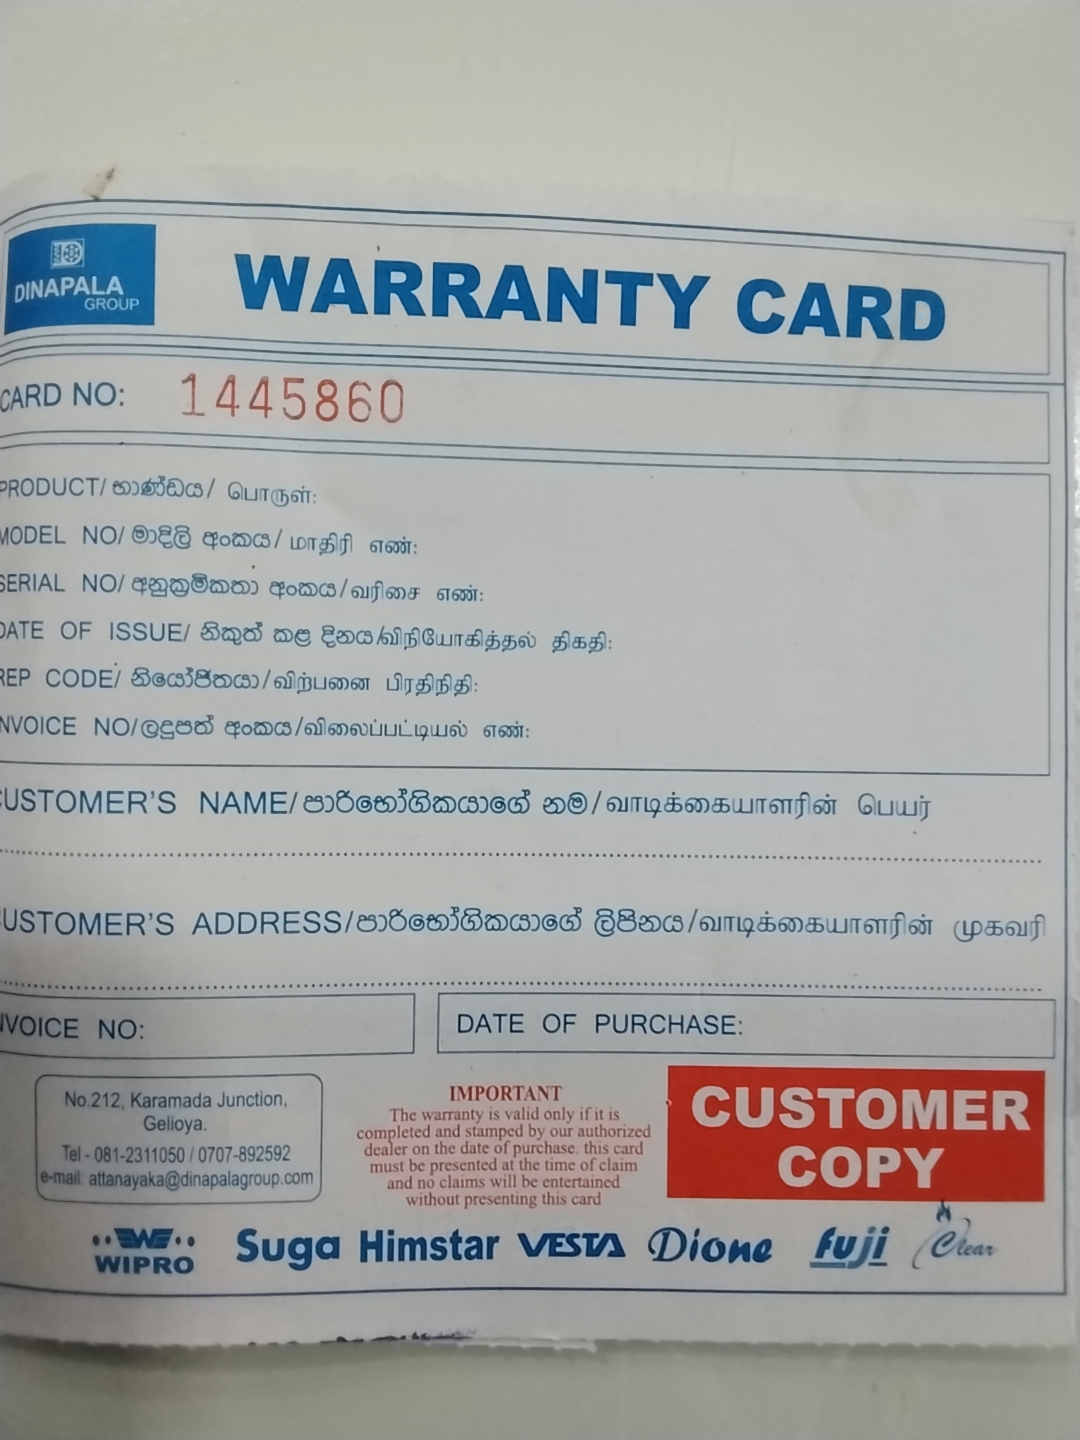 DINAPALA
GROUP
WARRANTY CARD
CARD NO: 1445860
PRODUCT/ භාණ්ඩය/ பொருள்:
MODEL NO/ මාදිලි අංකය/ மாதிரி எண்:
SERIAL NO/ අනුක්‍රමිකතා අංකය/வரிசை எண்:
DATE OF ISSUE/ නිකුත් කළ දිනය/விநியோகித்தல் திகதி:
REP CODE/ නියෝජිතයා/விற்பனை பிரதிநிதி:
INVOICE NO/ලදුපත් අංකය/விலைப்பட்டியல் எண்:
CUSTOMER'S NAME/පාරිභෝගිකයාගේ නම/வாடிக்கையாளரின் பெயர்
CUSTOMER'S ADDRESS/පාරිභෝගිකයාගේ ලිපිනය/வாடிக்கையாளரின் முகவரி
INVOICE NO:
DATE OF PURCHASE:
No.212, Karamada Junction,
Gelioya.
Tel - 081-2311050 / 0707-892592
e-mail: attanayaka@dinapalagroup.com
IMPORTANT
The warranty is valid only if it is
completed and stamped by our authorized
dealer on the date of purchase. this card
must be presented at the time of claim
and no claims will be entertained
without presenting this card
CUSTOMER
COPY
WIPRO Suga Himstar VESTA Dione fuji Clear